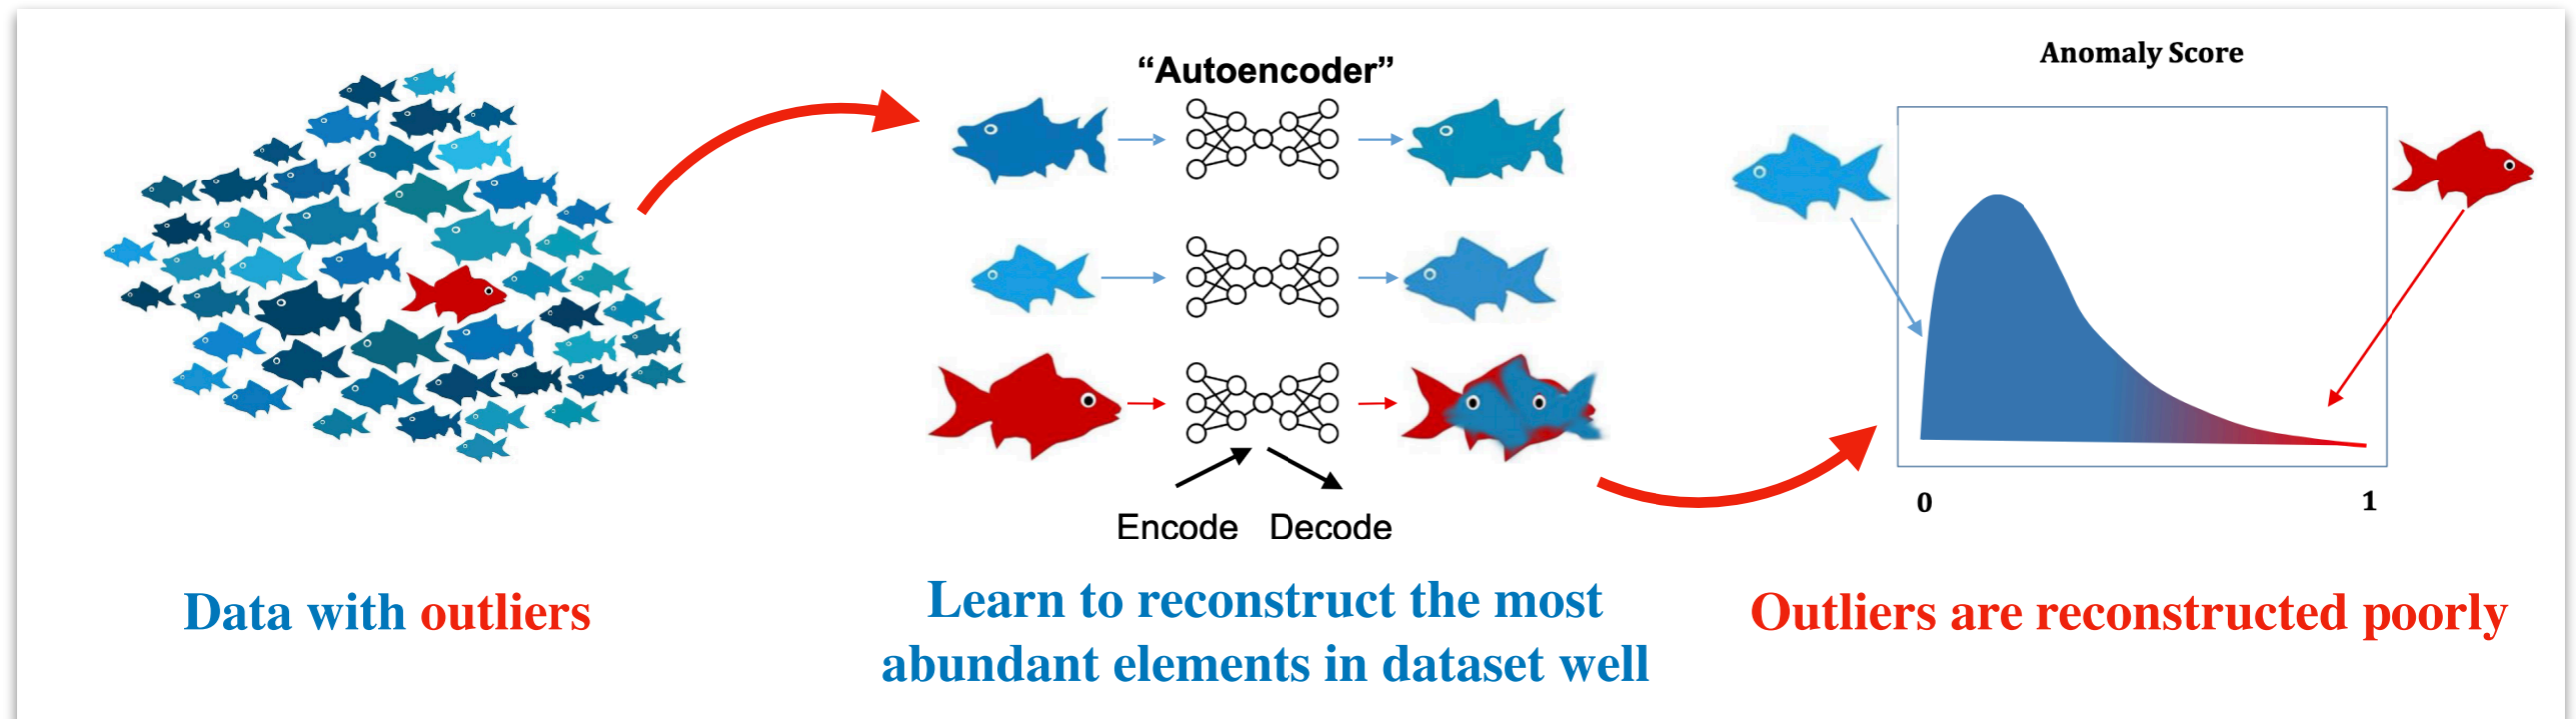 “Autoencoder”
Encode Decode
Anomaly Score
0 1
Data with outliers
Learn to reconstruct the most
abundant elements in dataset well
Outliers are reconstructed poorly